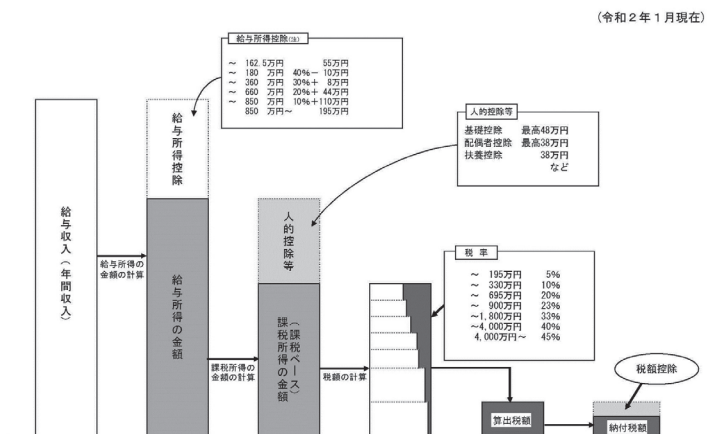 （令和２年１月現在）
給与所得控除(注)
～ 162.5万円 55万円
～ 180 万円 40%－ 10万円
～ 360 万円 30%＋ 8万円
～ 660 万円 20%＋ 44万円
～ 850 万円 10%＋110万円
850 万円～ 195万円
人的控除等
基礎控除 最高48万円
配偶者控除 最高38万円
扶養控除 38万円
など
給与所得控除
給与収入（年間収入）
給与所得の
金額の計算
給与所得の金額
人的控除等
課税所得の
金額の計算
（課税ベース）
課税所得の金額
税額の計算
税 率
～ 195万円 5%
～ 330万円 10%
～ 695万円 20%
～ 900万円 23%
～1,800万円 33%
～4,000万円 40%
4,000万円～ 45%
税額控除
算出税額
納付税額